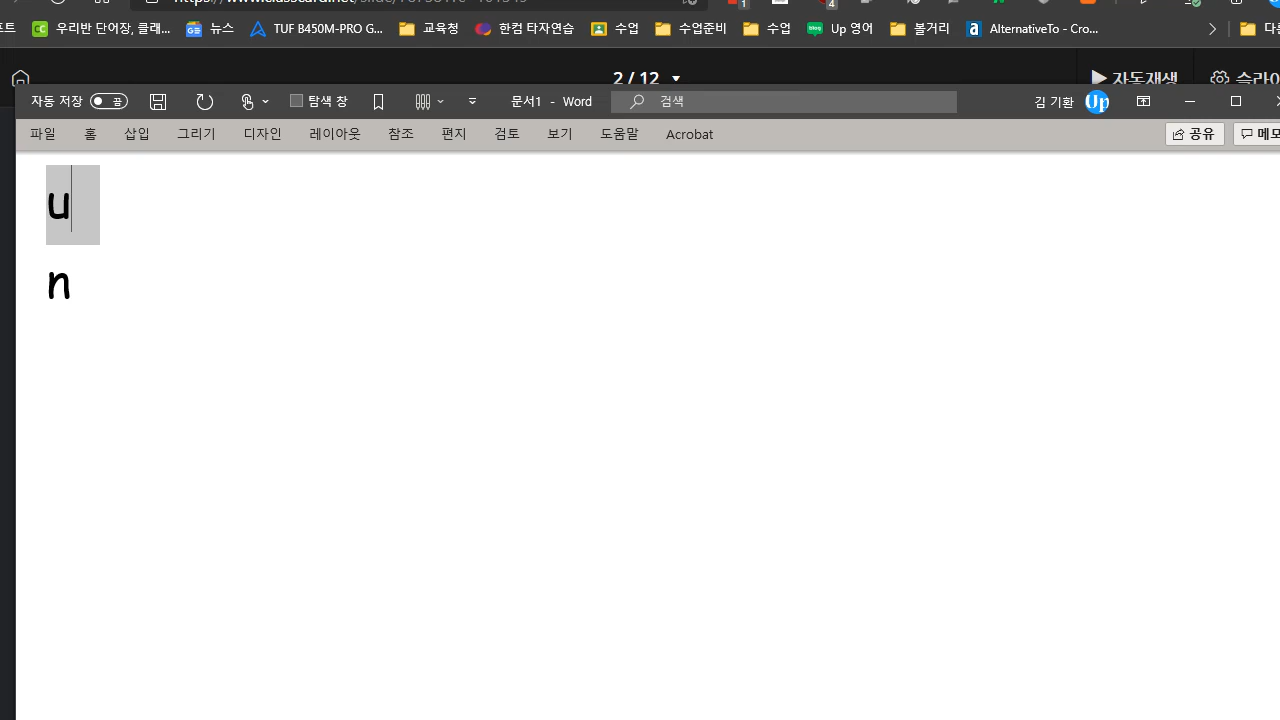 우리반 단어장, 클래...
뉴스
TUF B450M-PRO G...
교육청
한컴 타자연습
수업
수업준비
수업
Up 영어
볼거리
AlternativeTo - Cro...
2 / 12
자동재생
자동 저장
끔
탐색 창
문서1 - Word
검색
김 기환
Up
파일
홈
삽입
그리기
디자인
레이아웃
참조
편지
검토
보기
도움말
Acrobat
공유
메모
u
n